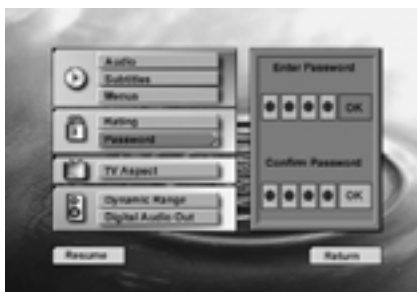 Audio
Subtitles
Menus
Rating
Password
TV Aspect
Dynamic Range
Digital Audio Out
Enter Password
OK
Confirm Password
OK
Resume
Return